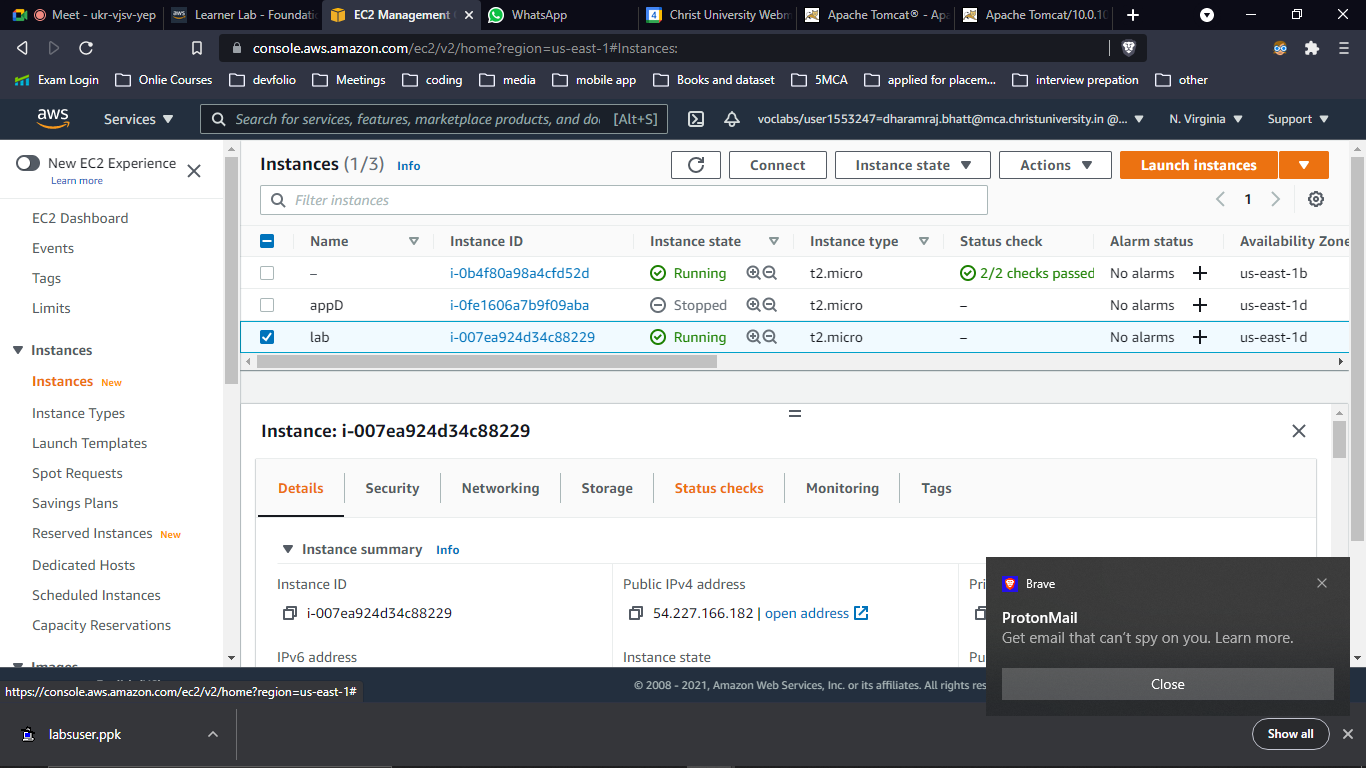 Meet - ukr-vjsv-yep
Learner Lab - Foundatio
EC2 Management C
WhatsApp
Christ University Webm
Apache Tomcat® - Apa
Apache Tomcat/10.0.10
console.aws.amazon.com/ec2/v2/home?region=us-east-1#Instances:
Exam Login
Onlie Courses
devfolio
Meetings
coding
media
mobile app
Books and dataset
5MCA
applied for placem...
interview prepation
other
aws
Services
Search for services, features, marketplace products, and do
[Alt+S]
voclabs/user1553247=dharamraj.bhatt@mca.christuniversity.in @...
N. Virginia
Support
New EC2 Experience
Learn more
EC2 Dashboard
Events
Tags
Limits
Instances
Instances New
Instance Types
Launch Templates
Spot Requests
Savings Plans
Reserved Instances New
Dedicated Hosts
Scheduled Instances
Capacity Reservations
Images
Instances (1/3) Info
Connect
Instance state
Actions
Launch instances
Filter instances
1
Name Instance ID Instance state Instance type Status check Alarm status Availability Zone
– i-0b4f80a98a4cfd52d Running t2.micro 2/2 checks passed No alarms + us-east-1b
appD i-0fe1606a7b9f09aba Stopped t2.micro – No alarms + us-east-1d
lab i-007ea924d34c88229 Running t2.micro – No alarms + us-east-1d
Instance: i-007ea924d34c88229
Details
Security
Networking
Storage
Status checks
Monitoring
Tags
Instance summary Info
Instance ID
i-007ea924d34c88229
Public IPv4 address
54.227.166.182 | open address
Pri
IPv6 address
Instance state
Pu
Brave
ProtonMail
Get email that can't spy on you. Learn more.
Close
© 2008 - 2021, Amazon Web Services, Inc. or its affiliates. All rights res
https://console.aws.amazon.com/ec2/v2/home?region=us-east-1#
labsuser.ppk
Show all